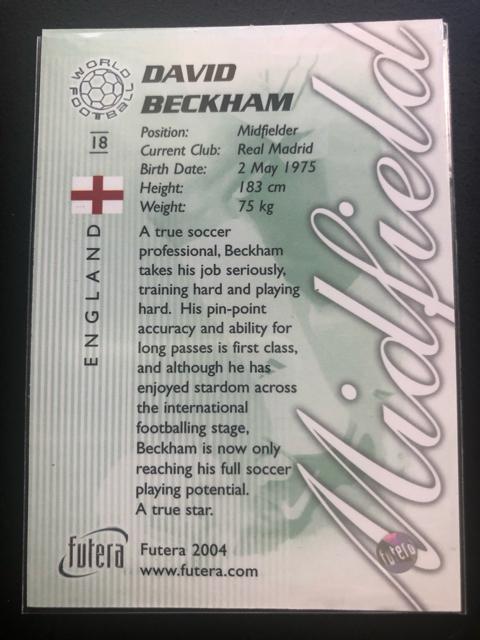 WORLD FOOTBALL
DAVID
BECKHAM
18
Position: Midfielder
Current Club: Real Madrid
Birth Date: 2 May 1975
Height: 183 cm
Weight: 75 kg
ENGLAND
A true soccer
professional, Beckham
takes his job seriously,
training hard and playing
hard. His pin-point
accuracy and ability for
long passes is first class,
and although he has
enjoyed stardom across
the international
footballing stage,
Beckham is now only
reaching his full soccer
playing potential.
A true star.
Midfield
futera
Futera 2004
www.futera.com
futera